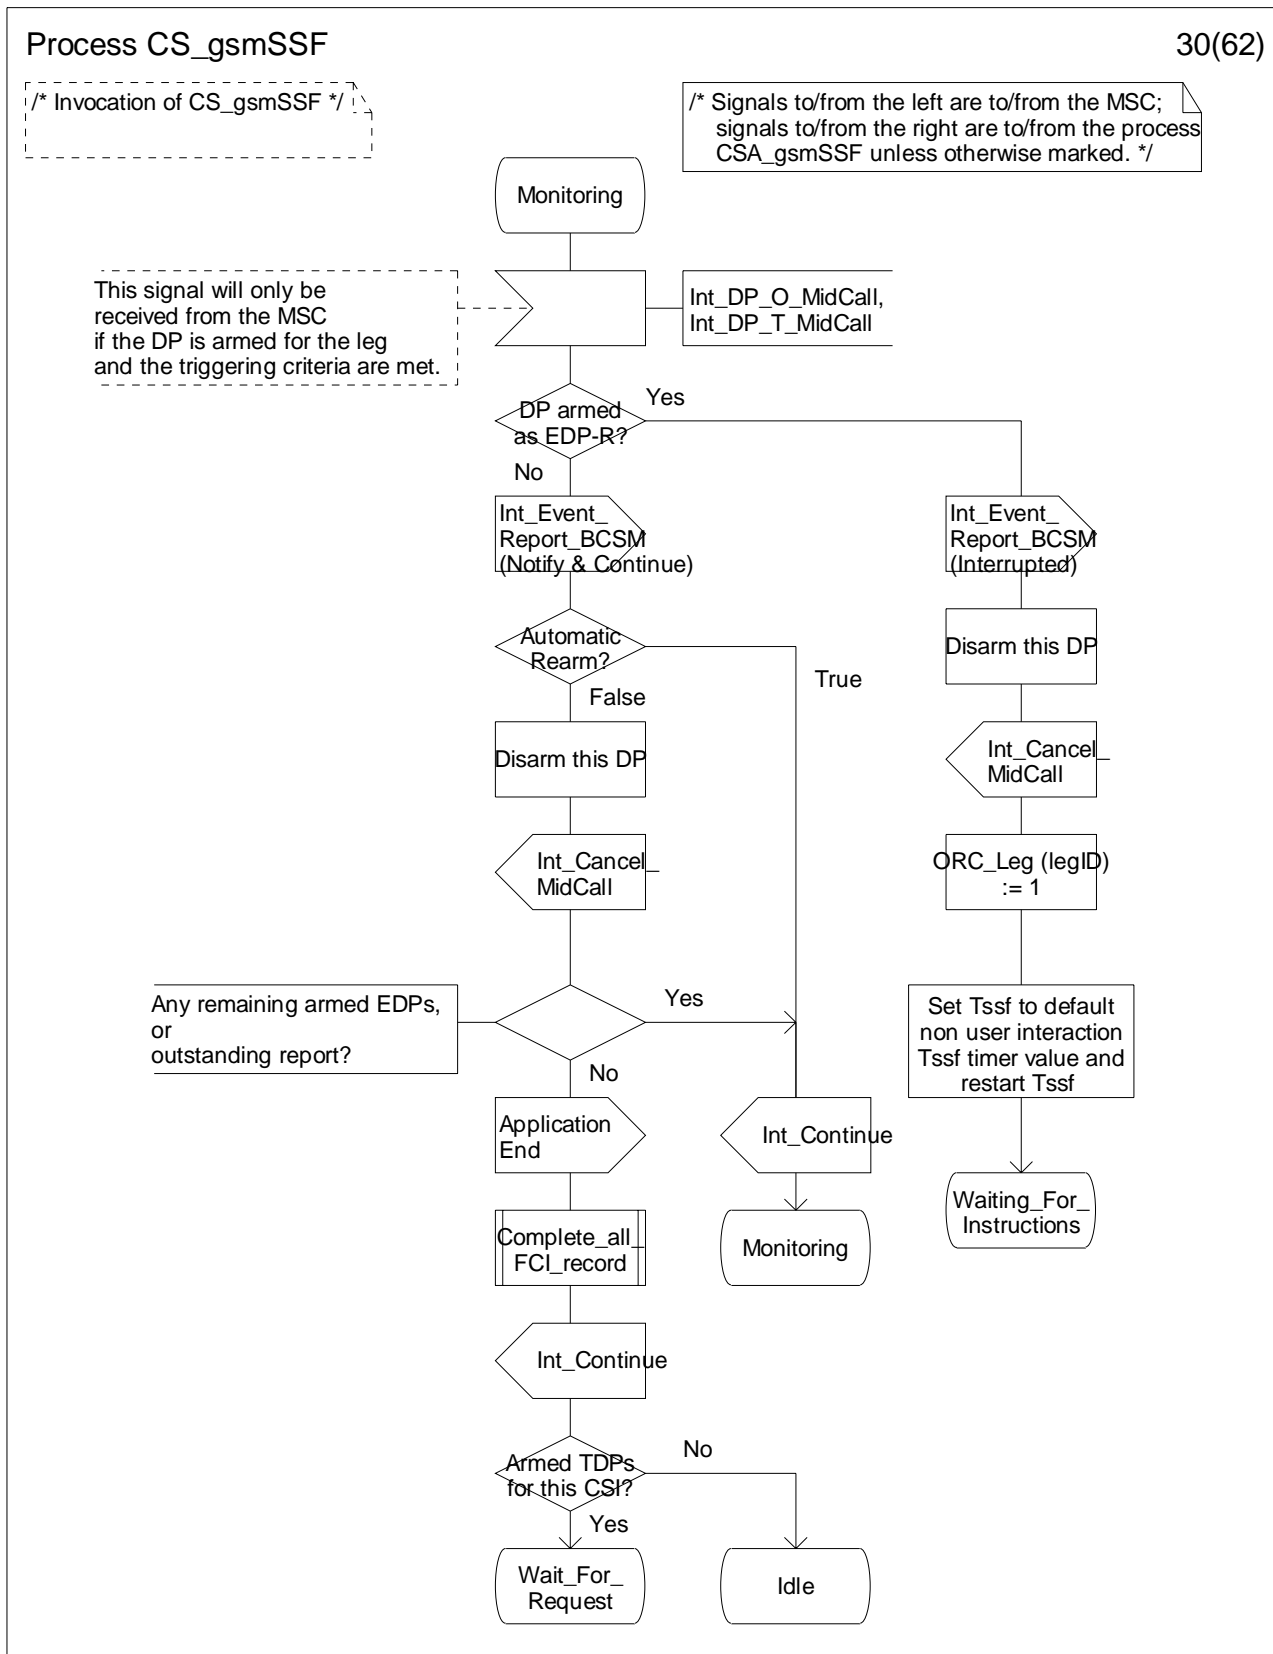 Process CS_gsmSSF
30(62)
/* Invocation of CS_gsmSSF */
/* Signals to/from the left are to/from the MSC;
signals to/from the right are to/from the process
CSA_gsmSSF unless otherwise marked. */
Monitoring
This signal will only be
received from the MSC
if the DP is armed for the leg
and the triggering criteria are met.
Int_DP_O_MidCall,
Int_DP_T_MidCall
DP armed
as EDP-R?
Yes
No
Int_Event_
Report_BCSM
(Notify & Continue)
Int_Event_
Report_BCSM
(Interrupted)
Automatic
Rearm?
True
False
Disarm this DP
Disarm this DP
Int_Cancel_
MidCall
Int_Cancel_
MidCall
ORC_Leg (legID)
:= 1
Any remaining armed EDPs,
or
outstanding report?
Yes
No
Set Tssf to default
non user interaction
Tssf timer value and
restart Tssf
Application
End
Int_Continue
Waiting_For_
Instructions
Complete_all_
FCI_record
Monitoring
Int_Continue
Armed TDPs
for this CSI?
No
Yes
Wait_For_
Request
Idle